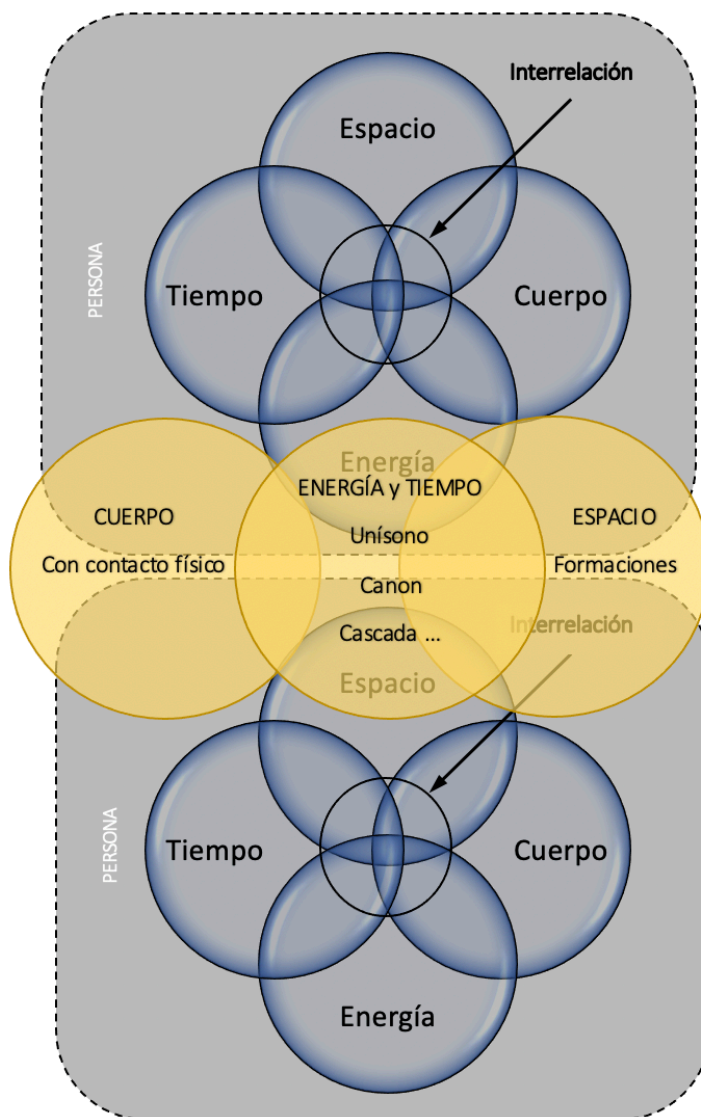 Interrelación
Espacio
PERSONA
Tiempo
Cuerpo
Energía
ENERGÍA y TIEMPO
CUERPO
ESPACIO
Unísono
Con contacto físico
Formaciones
Canon
Interrelación
Cascada ...
Espacio
PERSONA
Tiempo
Cuerpo
Energía